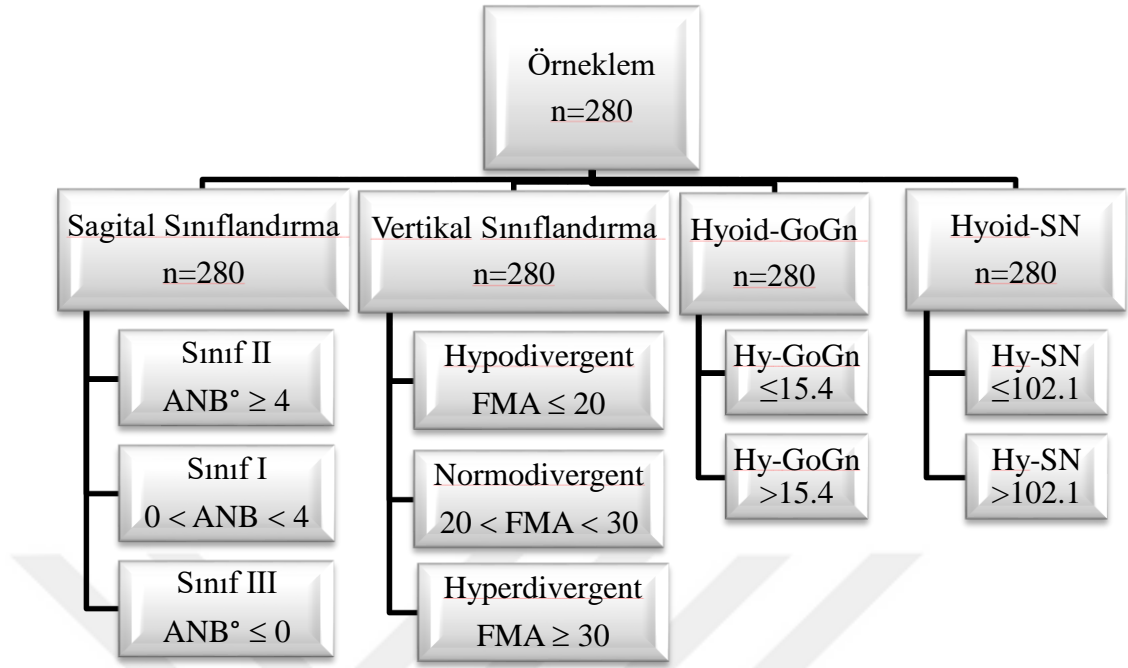 Örneklem
n=280
Sagital Sınıflandırma
n=280
Sınıf II
ANB° ≥ 4
Sınıf I
0 < ANB < 4
Sınıf III
ANB° ≤ 0
Vertikal Sınıflandırma
n=280
Hypodivergent
FMA ≤ 20
Normodivergent
20 < FMA < 30
Hyperdivergent
FMA ≥ 30
Hyoid-GoGn
n=280
Hy-GoGn
≤15.4
Hy-GoGn
>15.4
Hyoid-SN
n=280
Hy-SN
≤102.1
Hy-SN
>102.1